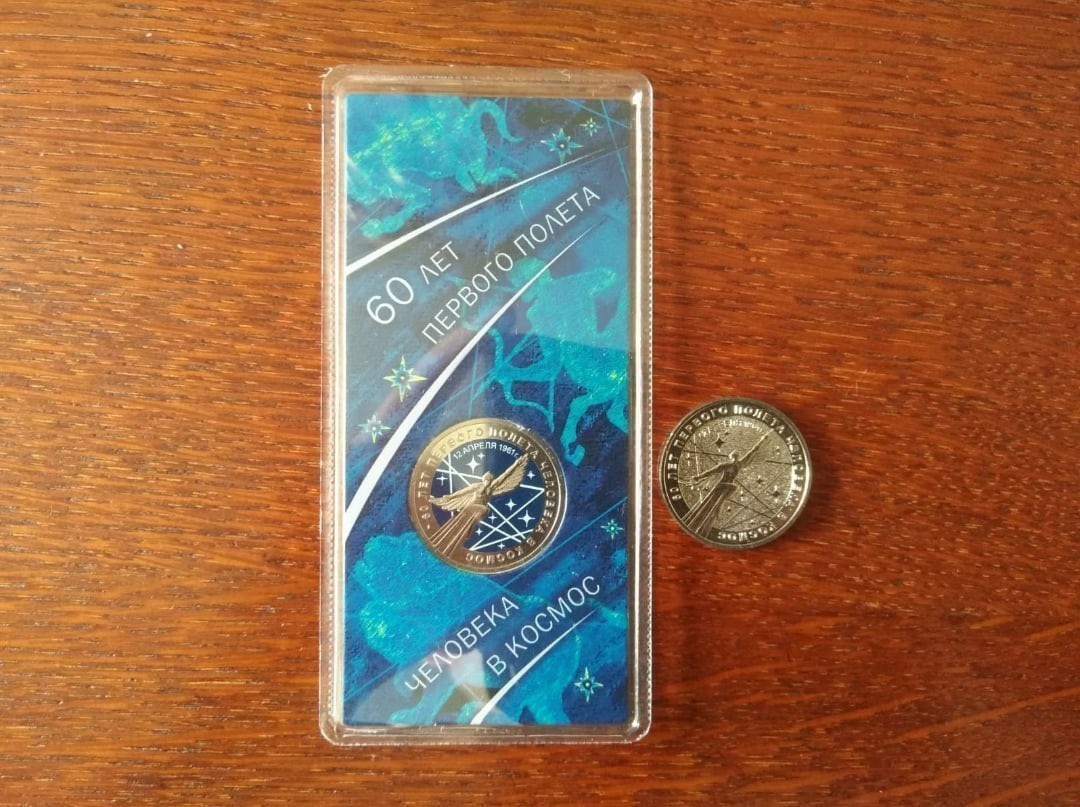 60 ЛЕТ
ПЕРВОГО ПОЛЕТА
60 ЛЕТ ПЕРВОГО ПОЛЕТА ЧЕЛОВЕКА В КОСМОС
12 АПРЕЛЯ 1961г.
ЧЕЛОВЕКА
В КОСМОС
60 ЛЕТ ПЕРВОГО ПОЛЕТА ЧЕЛОВЕКА В КОСМОС